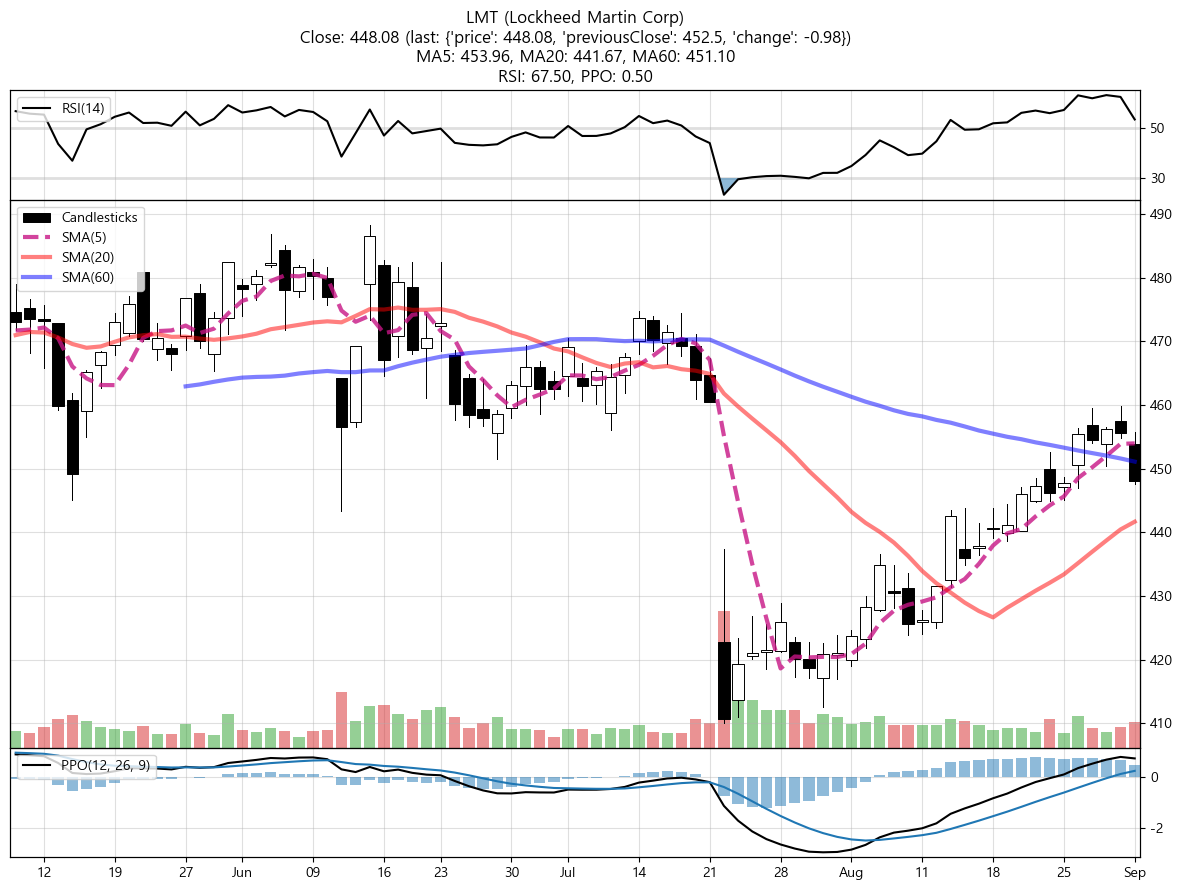 LMT (Lockheed Martin Corp)
Close: 448.08 (last: {'price': 448.08, 'previousClose': 452.5, 'change': -0.98})
MA5: 453.96, MA20: 441.67, MA60: 451.10
RSI: 67.50, PPO: 0.50
RSI(14)
50
30
Candlesticks
SMA(5)
SMA(20)
SMA(60)
490
480
470
460
450
440
430
420
410
PPO(12, 26, 9)
0
-2
12 19 27 Jun 09 16 23 30 Jul 14 21 28 Aug 11 18 25 Sep